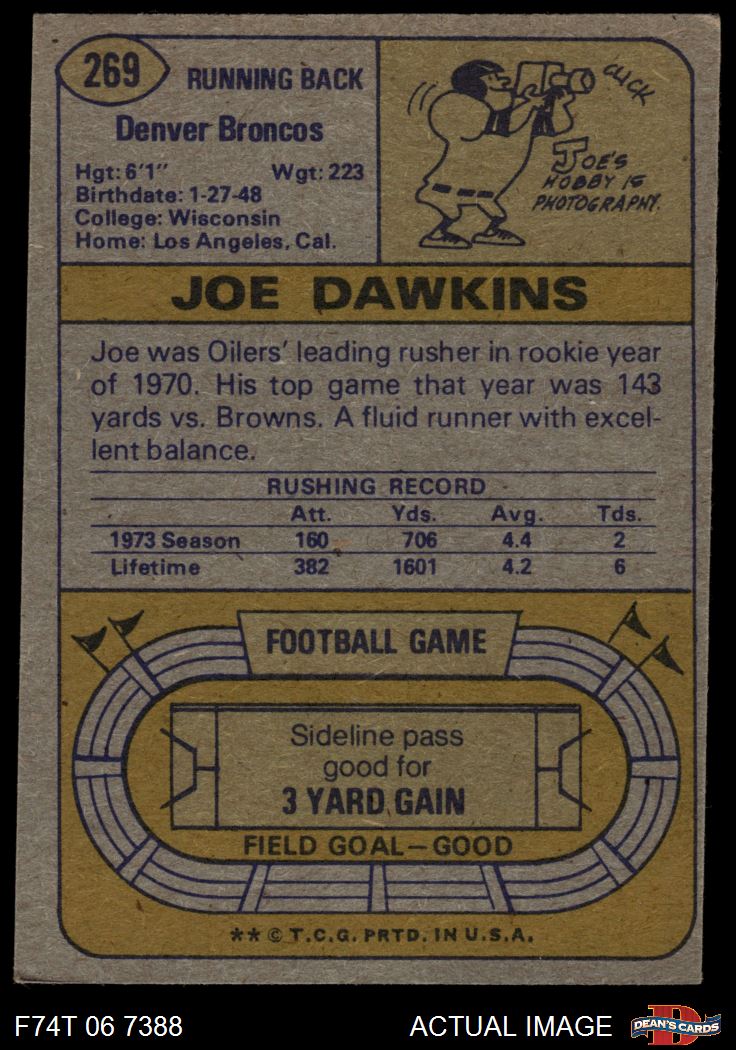 269
RUNNING BACK
Denver Broncos
Hgt: 6'1" Wgt: 223
Birthdate: 1-27-48
College: Wisconsin
Home: Los Angeles, Cal.
CLICK
JOE'S
HOBBY IS
PHOTOGRAPHY.
JOE DAWKINS
Joe was Oilers' leading rusher in rookie year
of 1970. His top game that year was 143
yards vs. Browns. A fluid runner with excel-
lent balance.
RUSHING RECORD
Att. Yds. Avg. Tds.
1973 Season 160 706 4.4 2
Lifetime 382 1601 4.2 6
FOOTBALL GAME
Sideline pass
good for
3 YARD GAIN
FIELD GOAL—GOOD
** © T.C.G. PRTD. IN U.S.A.
F74T 06 7388 ACTUAL IMAGE
DEAN'S CARDS